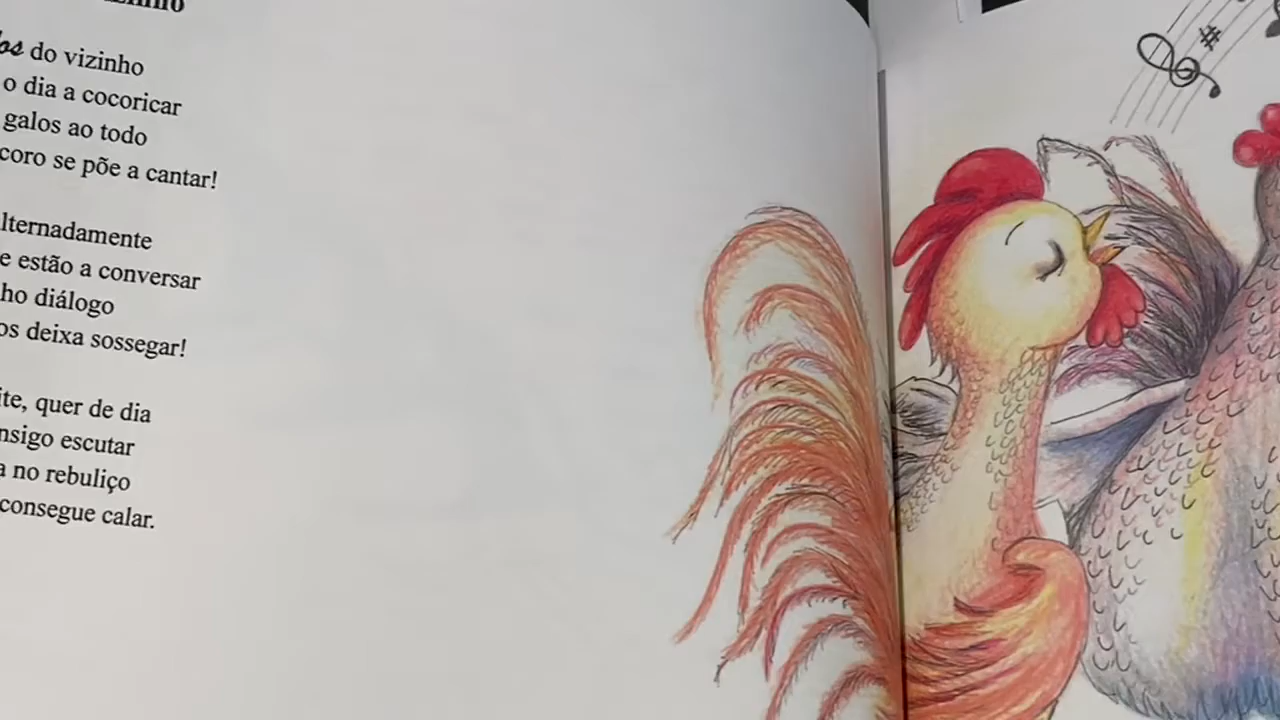 do vizinho
o dia a cocoricar
galos ao todo
coro se põe a cantar!
lternadamente
e estão a conversar
ho diálogo
os deixa sossegar!
ite, quer de dia
nsigo escutar
a no rebuliço
consegue calar.